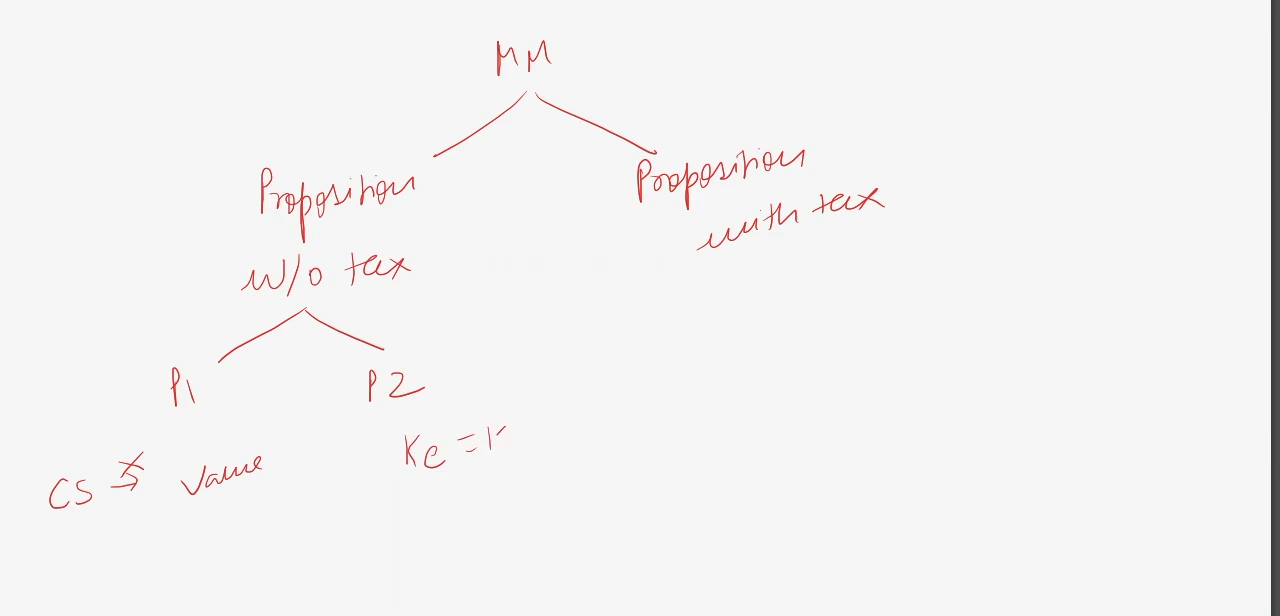 MM
Proposition
w/o tax
Proposition
with tax
P1
P2
CS → value
Ke =